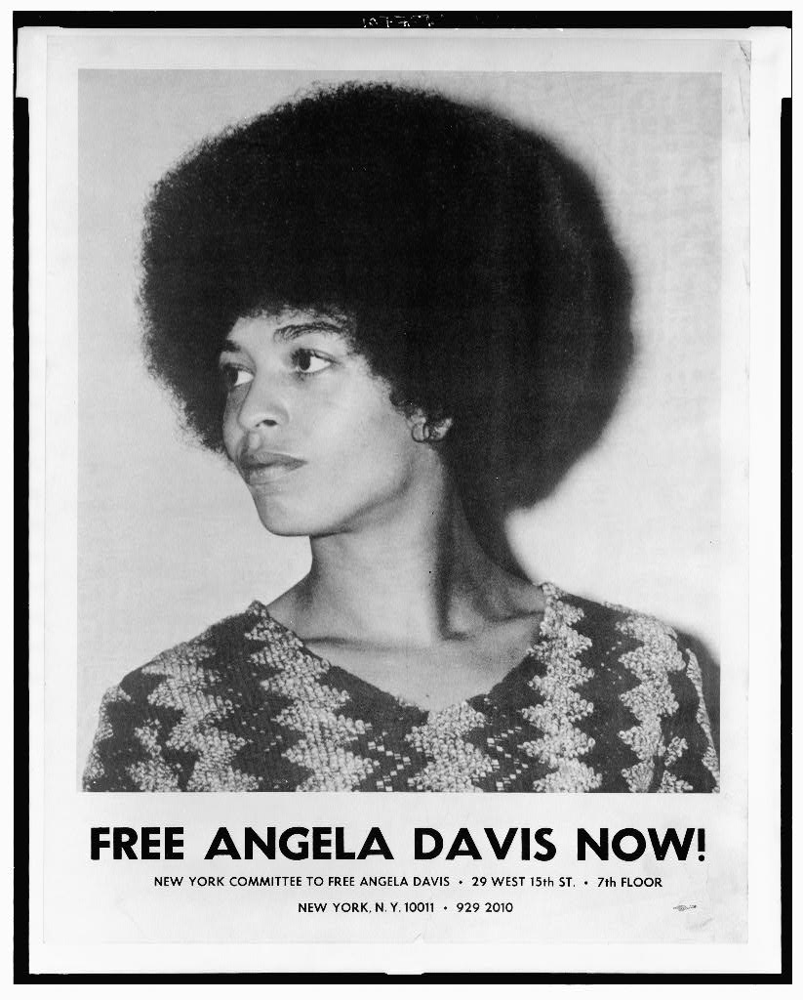 FREE ANGELA DAVIS NOW!
NEW YORK COMMITTEE TO FREE ANGELA DAVIS • 29 WEST 15th ST. • 7th FLOOR
NEW YORK, N.Y. 10011 • 929 2010